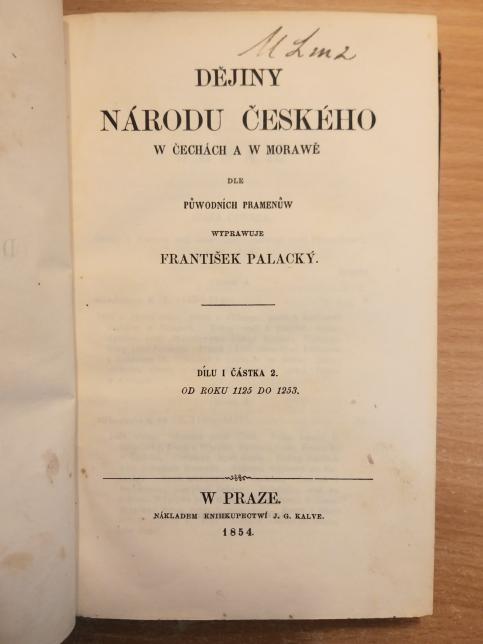 DĚJINY
NÁRODU ČESKÉHO
W ČECHÁCH A W MORAWĚ
DLE
PŮWODNÍCH PRAMENŮW
WYPRAWUJE
FRANTIŠEK PALACKÝ.
DÍLU I ČÁSTKA 2.
OD ROKU 1125 DO 1253.
W PRAZE.
NÁKLADEM KNIHKUPECTWÍ J. G. KALVE.
1854.